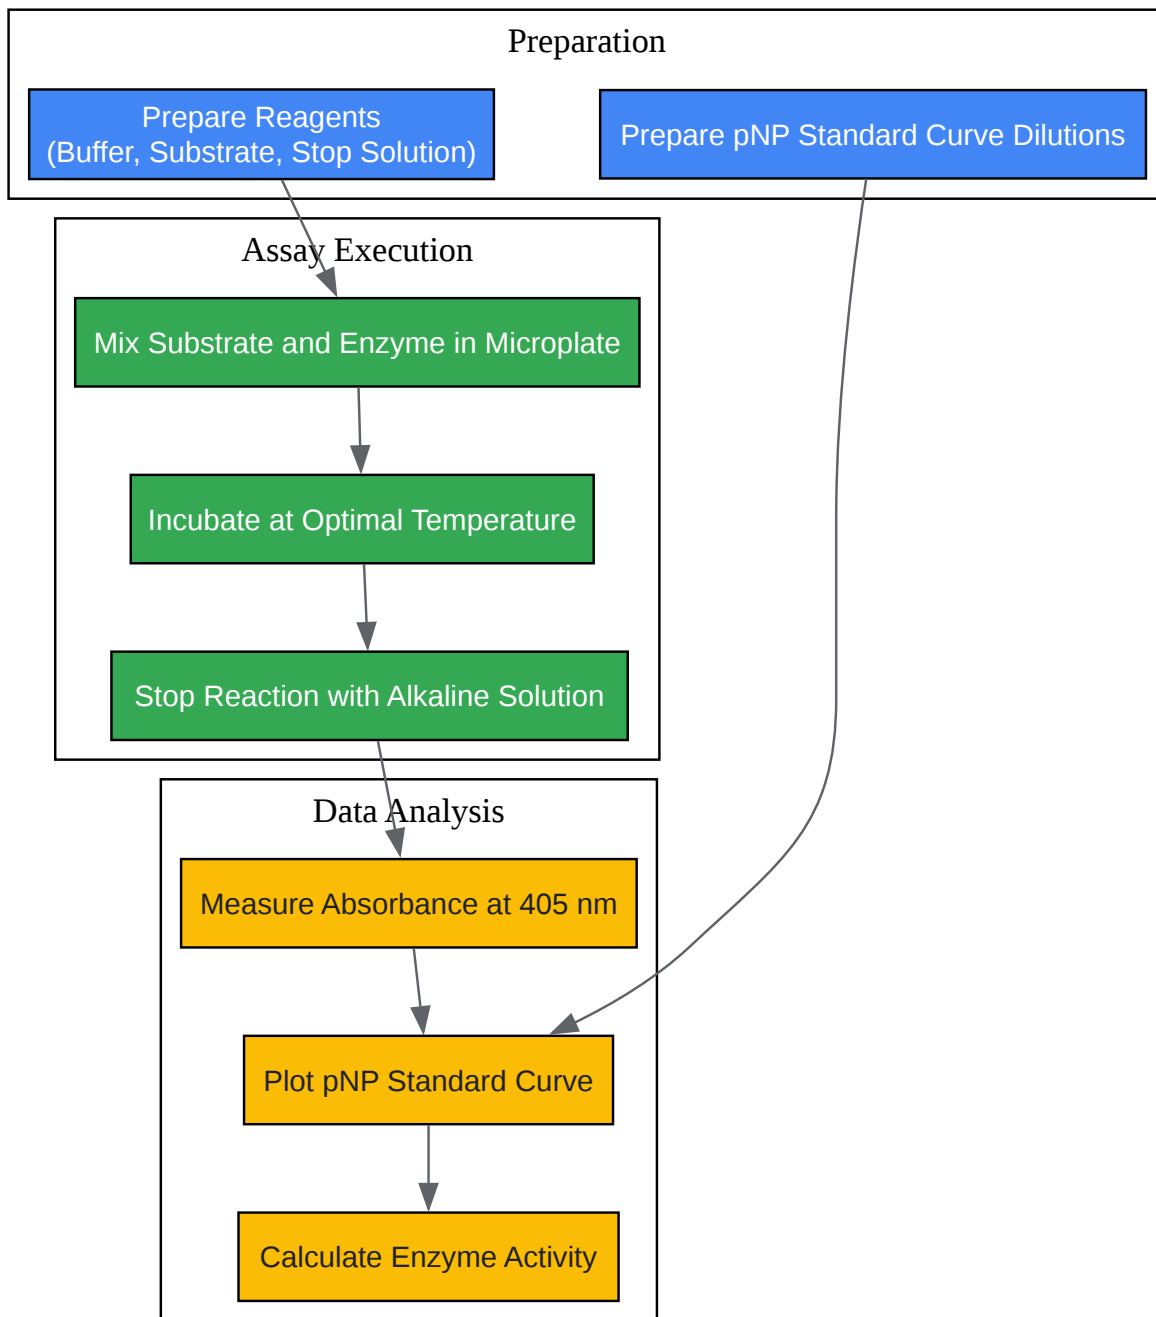 Preparation
Prepare Reagents
(Buffer, Substrate, Stop Solution)
Prepare pNP Standard Curve Dilutions
Assay Execution
Mix Substrate and Enzyme in Microplate
Incubate at Optimal Temperature
Stop Reaction with Alkaline Solution
Data Analysis
Measure Absorbance at 405 nm
Plot pNP Standard Curve
Calculate Enzyme Activity